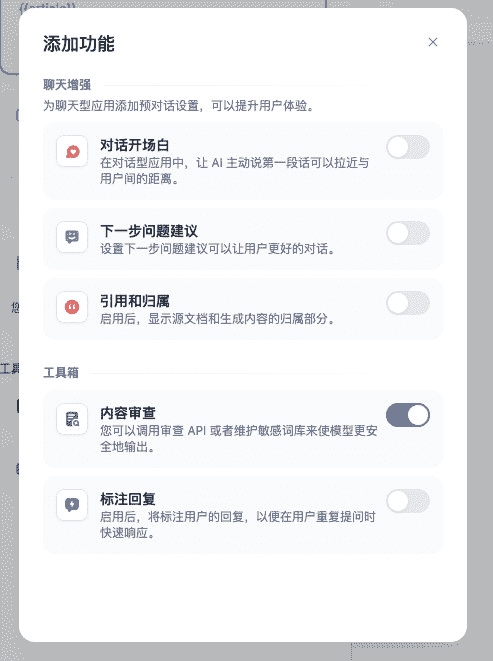 {{article}}
添加功能
聊天增强
为聊天型应用添加预对话设置，可以提升用户体验。
对话开场白
在对话型应用中，让 AI 主动说第一段话可以拉近与
用户间的距离。
下一步问题建议
设置下一步问题建议可以让用户更好的对话。
引用和归属
启用后，显示源文档和生成内容的归属部分。
您
工具箱
工具
内容审查
您可以调用审查 API 或者维护敏感词库来使模型更安
全地输出。
标注回复
启用后，将标注用户的回复，以便在用户重复提问时
快速响应。